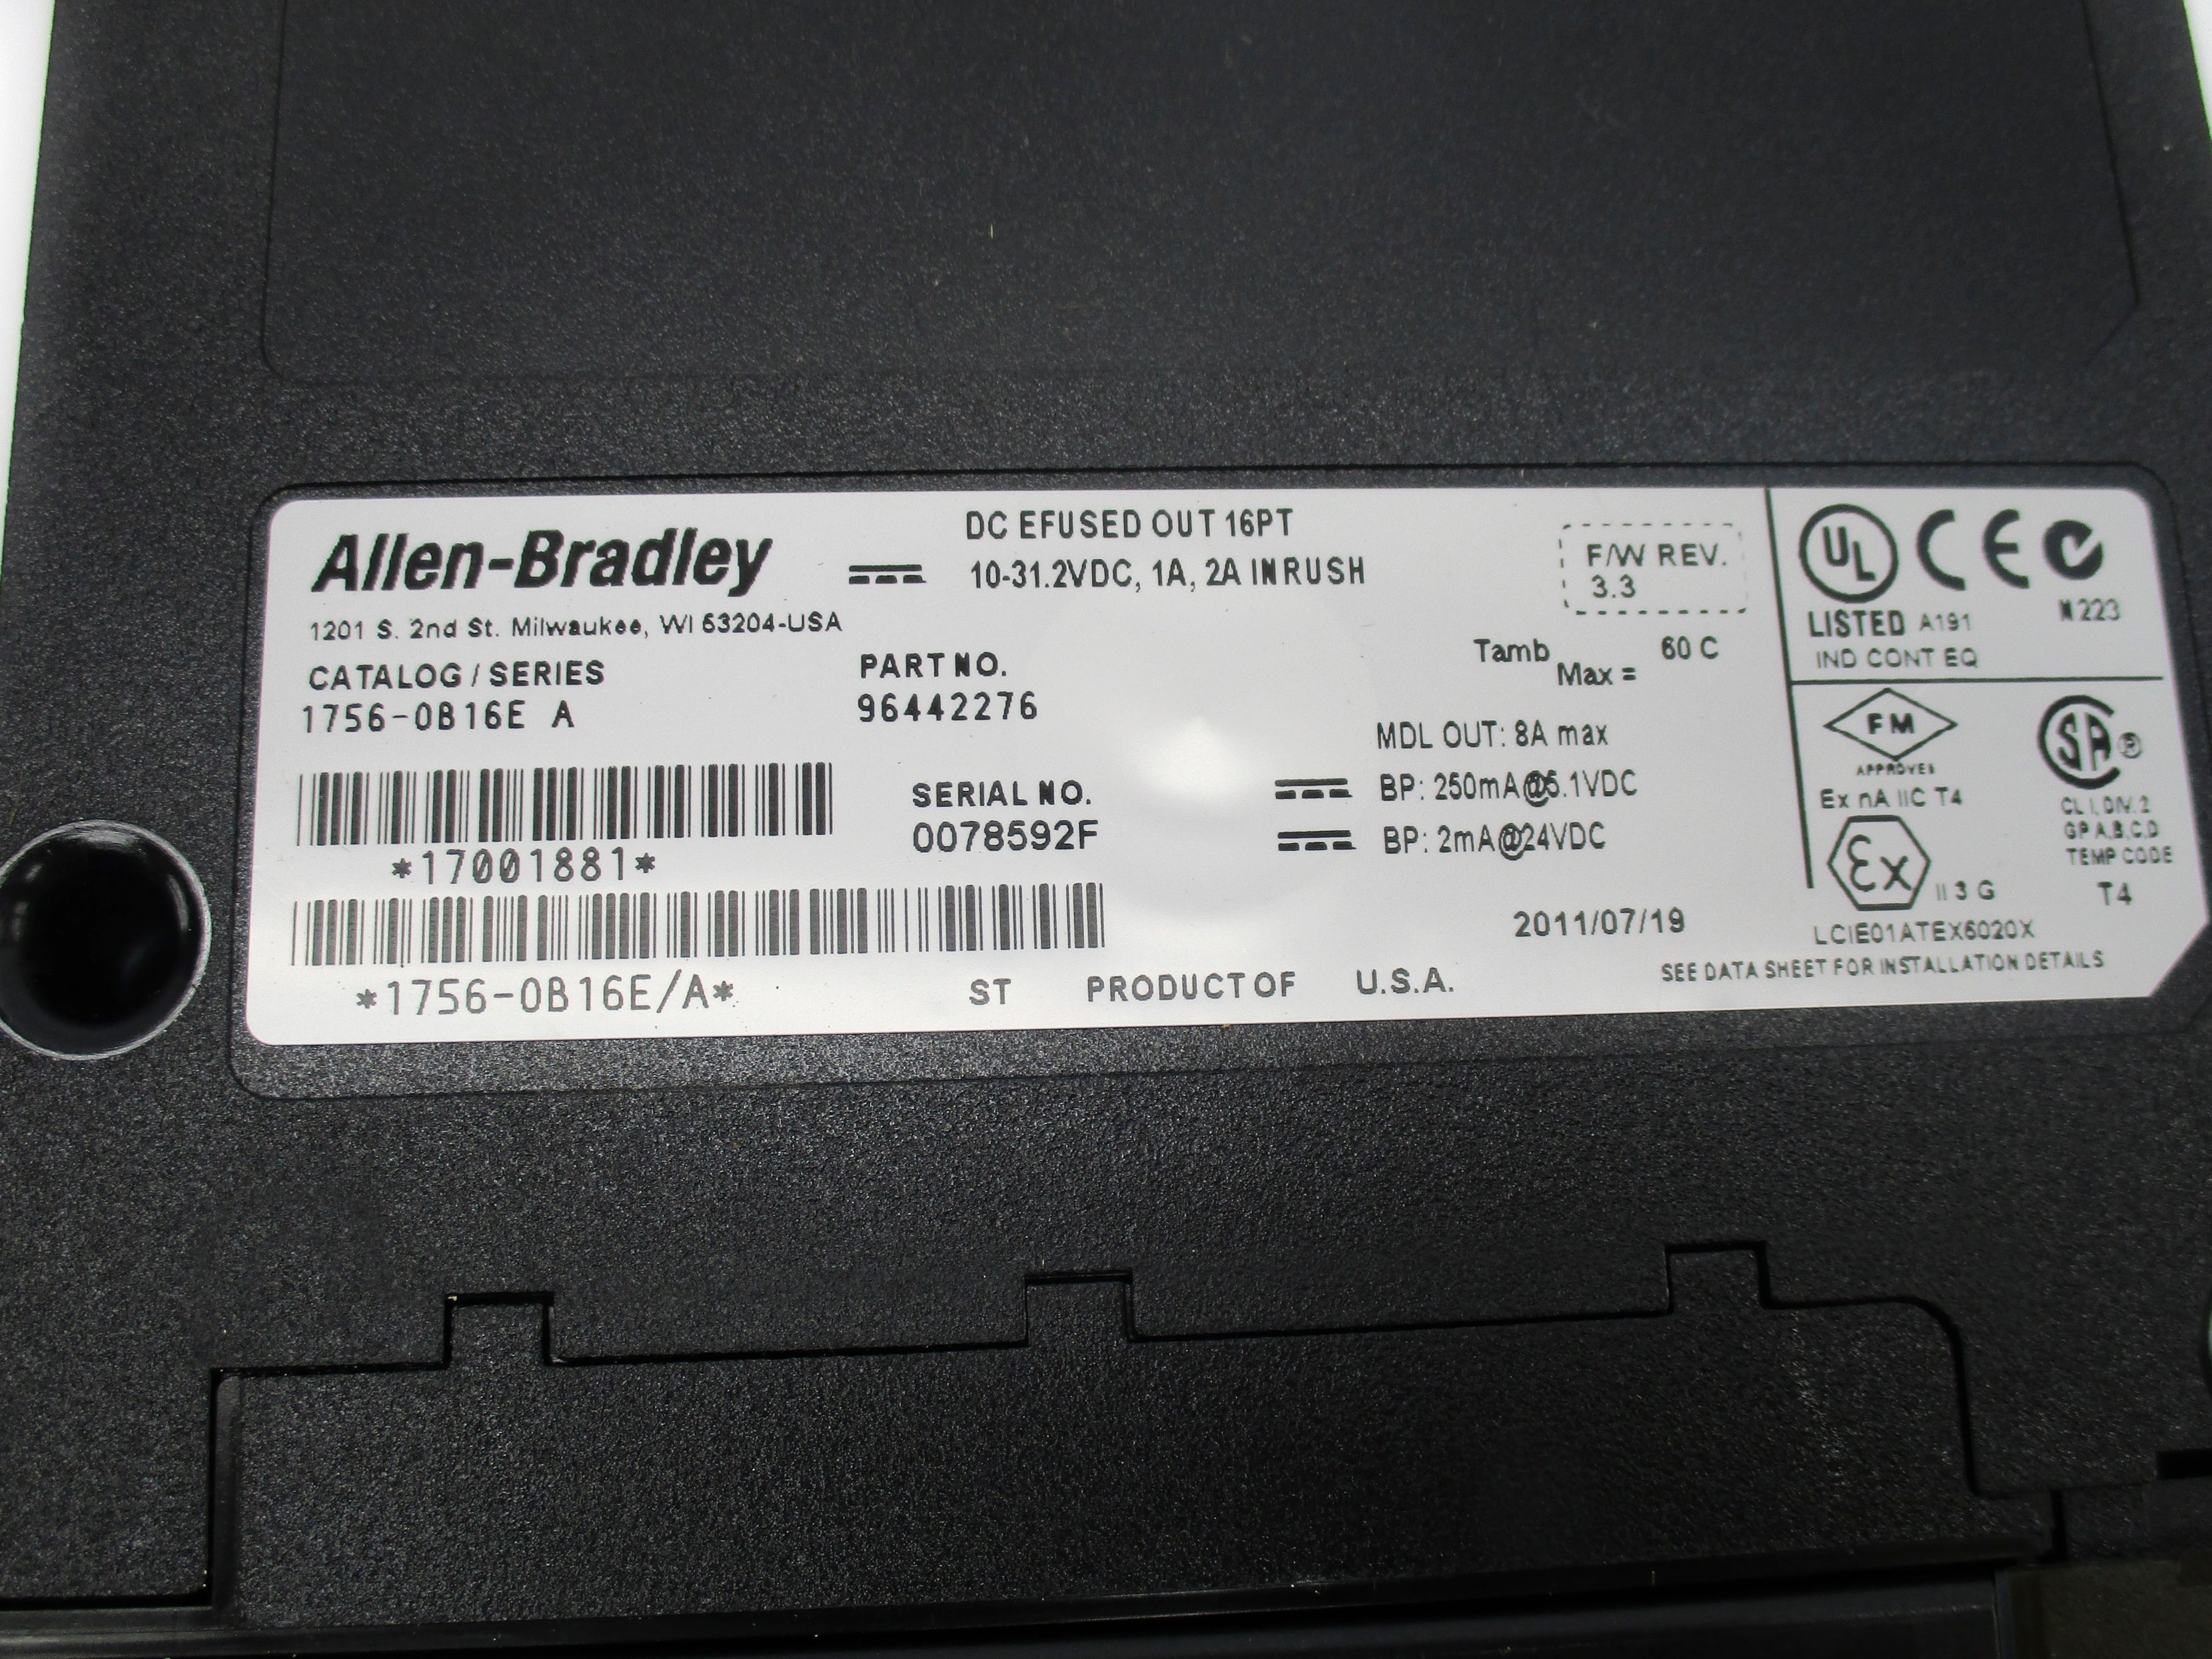 Allen-Bradley
1201 S. 2nd St. Milwaukee, WI 53204-USA
DC EFUSED OUT 16PT
10-31.2VDC, 1A, 2A INRUSH
F/W REV.
3.3
CATALOG / SERIES
1756-OB16E A
PART NO.
96442276
Tamb Max = 60 C
*17001881*
SERIAL NO.
0078592F
MDL OUT: 8A max
BP: 250mA@5.1VDC
BP: 2mA@24VDC
*1756-OB16E/A*
2011/07/19
ST PRODUCT OF U.S.A.
UL CE
LISTED A191
IND CONT EQ
N223
FM
APPROVED
Ex nA IIC T4
Ex II 3 G
SA®
CL I, DIV. 2
GP A,B,C,D
TEMP CODE
T4
LCIE01ATEX6020X
SEE DATA SHEET FOR INSTALLATION DETAILS